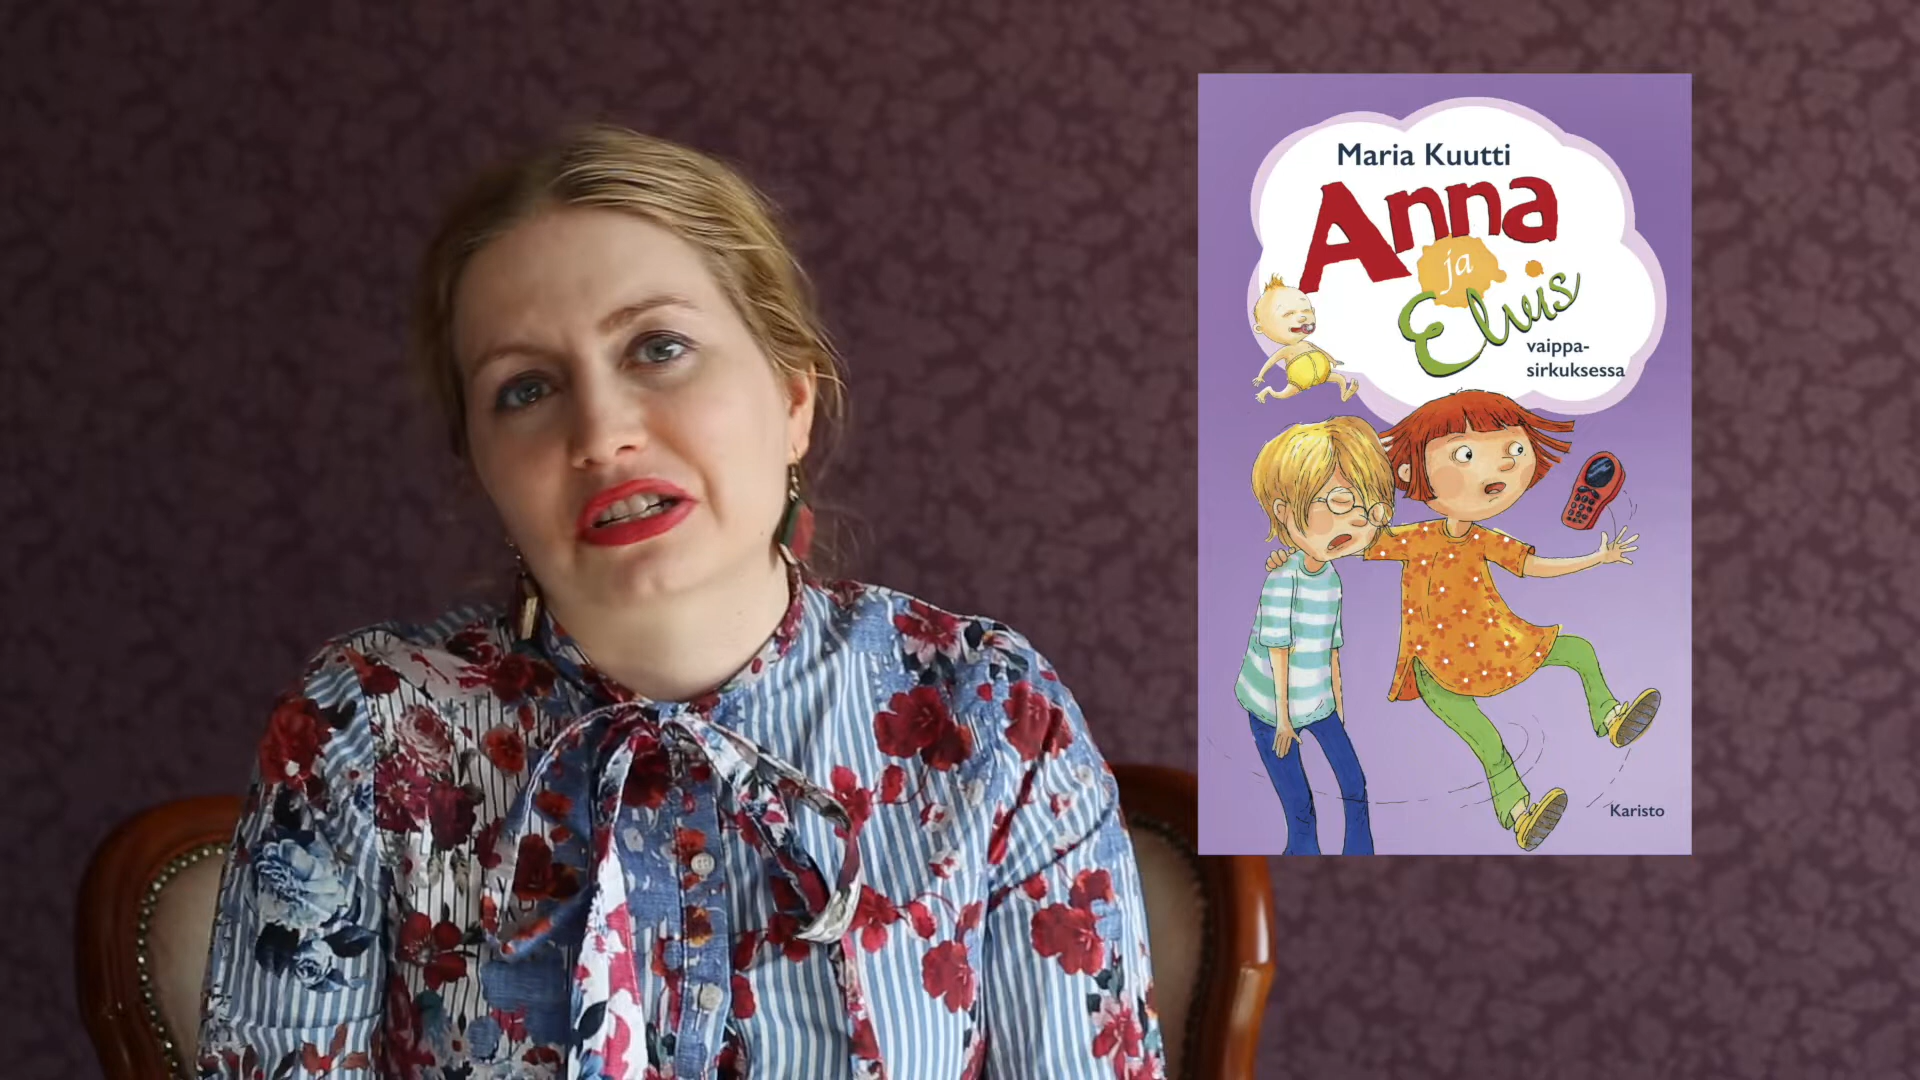 Maria Kuutti
Anna
ja
Elvis
vaippa-
sirkuksessa
Karisto